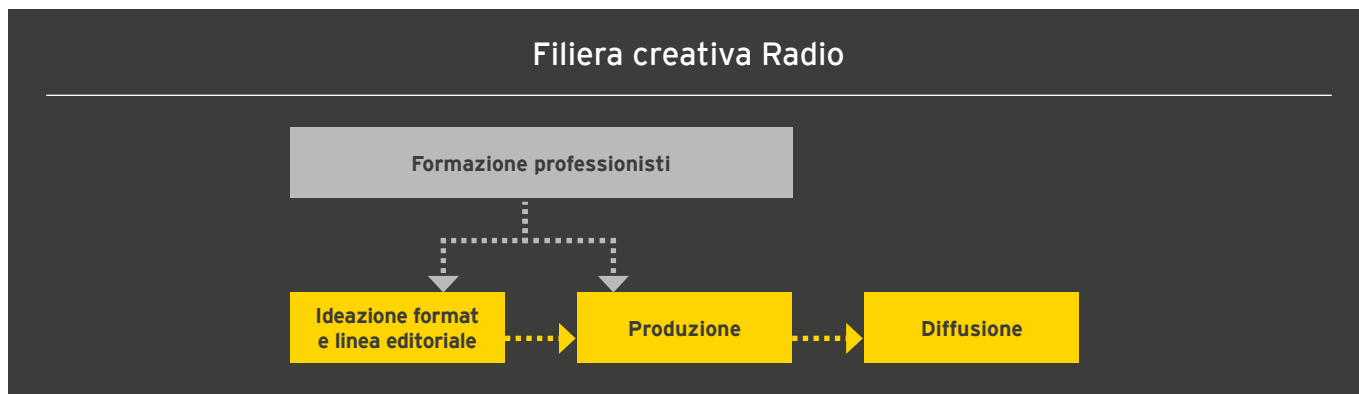 Filiera creativa Radio
Formazione professionisti
Ideazione format
e linea editoriale
Produzione
Diffusione